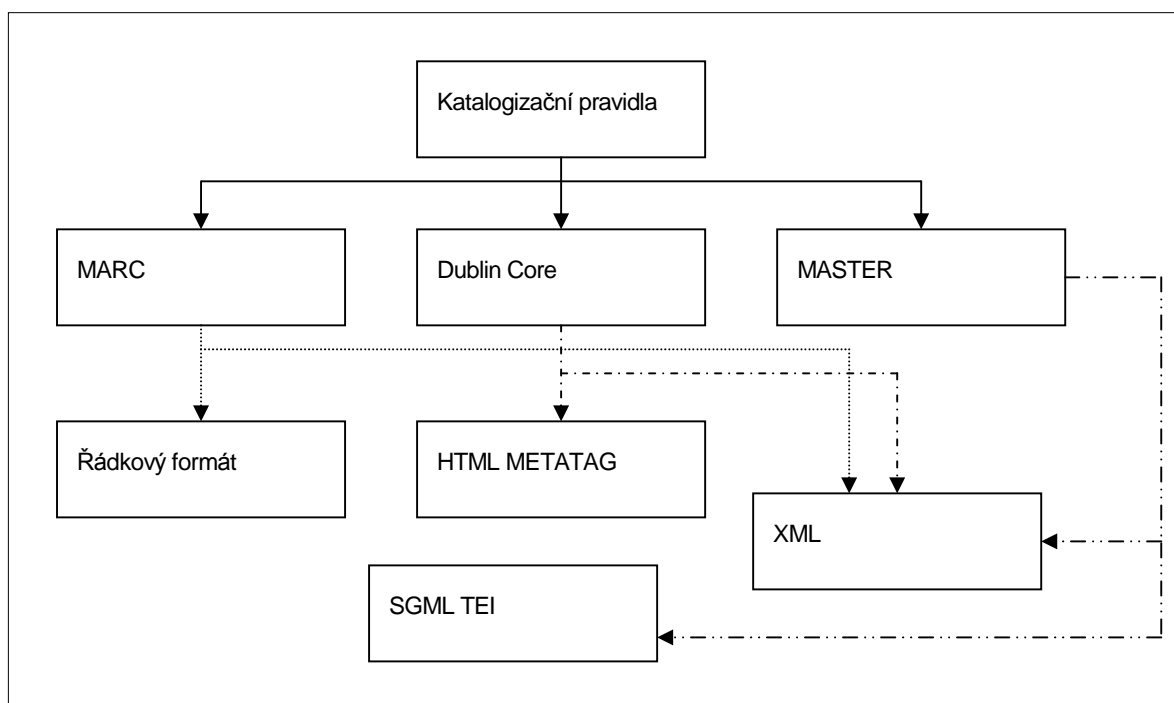 Katalogizační pravidla
MARC
Dublin Core
MASTER
Řádkový formát
HTML METATAG
XML
SGML TEI